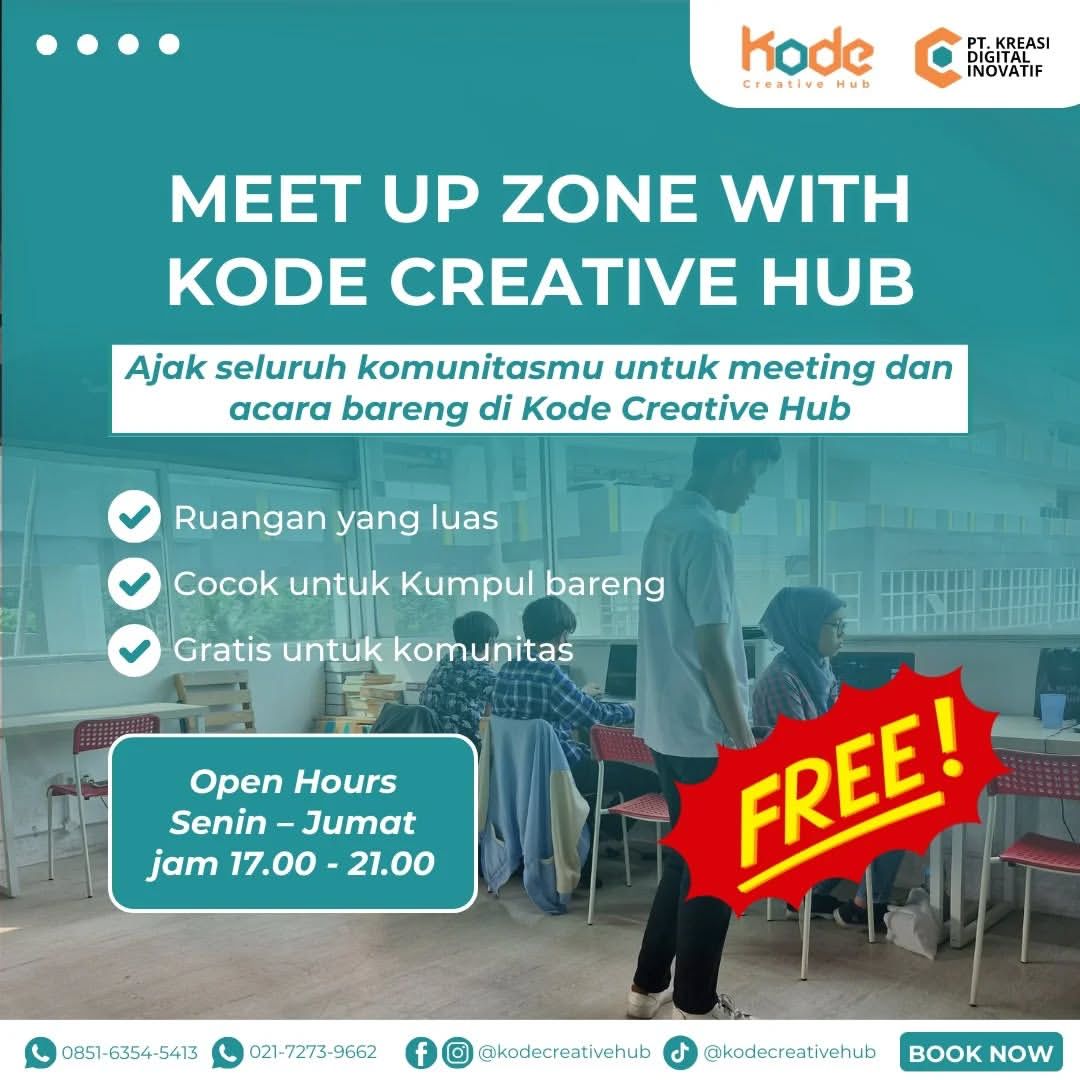 Kode
Creative Hub
PT. KREASI
DIGITAL
INOVATIF
MEET UP ZONE WITH
KODE CREATIVE HUB
Ajak seluruh komunitasmu untuk meeting dan
acara bareng di Kode Creative Hub
Ruangan yang luas
Cocok untuk Kumpul bareng
Gratis untuk komunitas
Open Hours
Senin – Jumat
jam 17.00 - 21.00
FREE!
0851-6354-5413 021-7273-9662 @kodecreativehub @kodecreativehub BOOK NOW